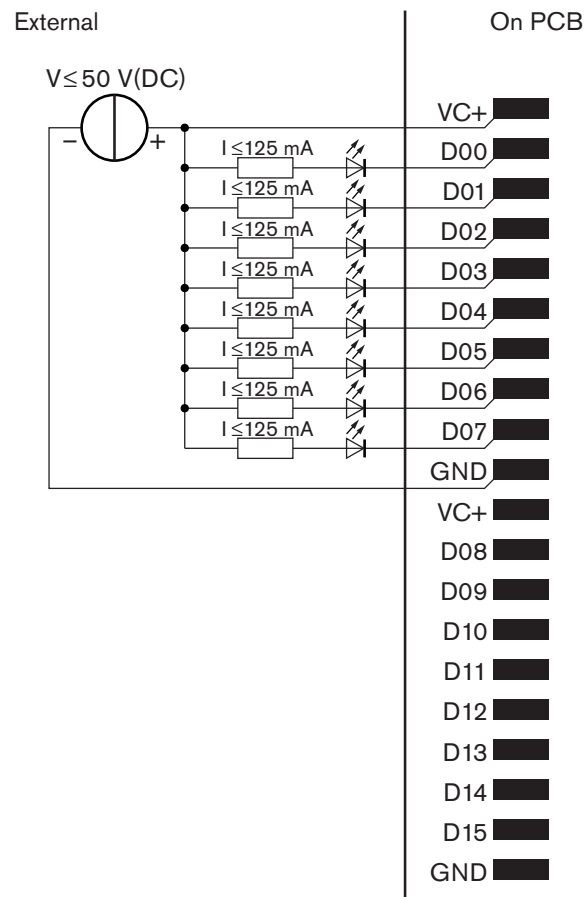 External
On PCB
V≤50 V(DC)
− +
VC+
I ≤125 mA
D00
I ≤125 mA
D01
I ≤125 mA
D02
I ≤125 mA
D03
I ≤125 mA
D04
I ≤125 mA
D05
I ≤125 mA
D06
I ≤125 mA
D07
GND
VC+
D08
D09
D10
D11
D12
D13
D14
D15
GND